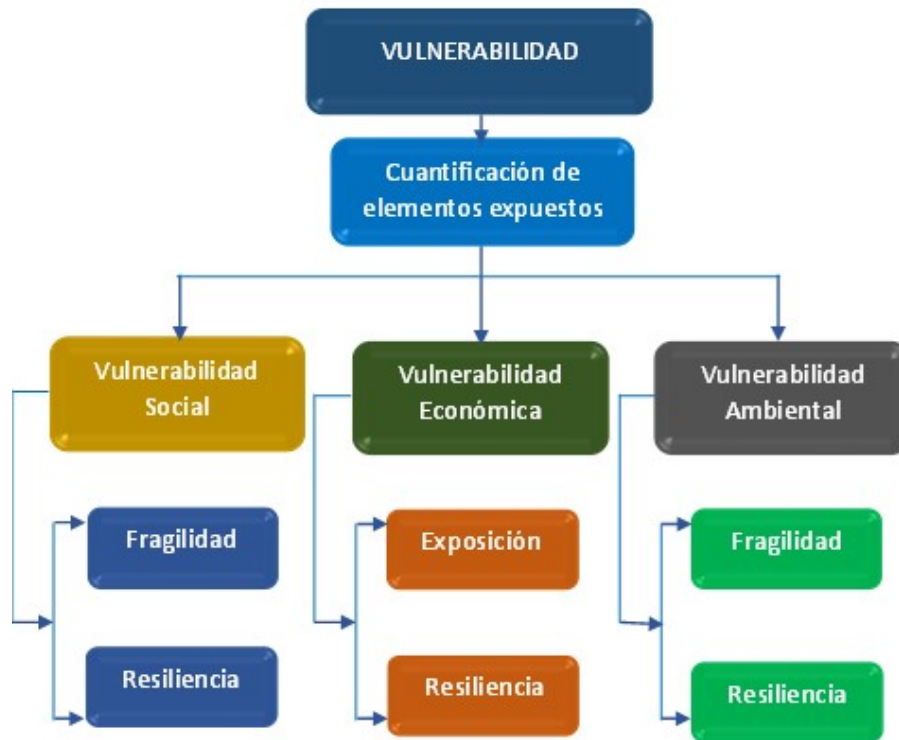 VULNERABILIDAD
Cuantificación de
elementos expuestos
Vulnerabilidad
Social
Vulnerabilidad
Económica
Vulnerabilidad
Ambiental
Fragilidad
Exposición
Fragilidad
Resiliencia
Resiliencia
Resiliencia